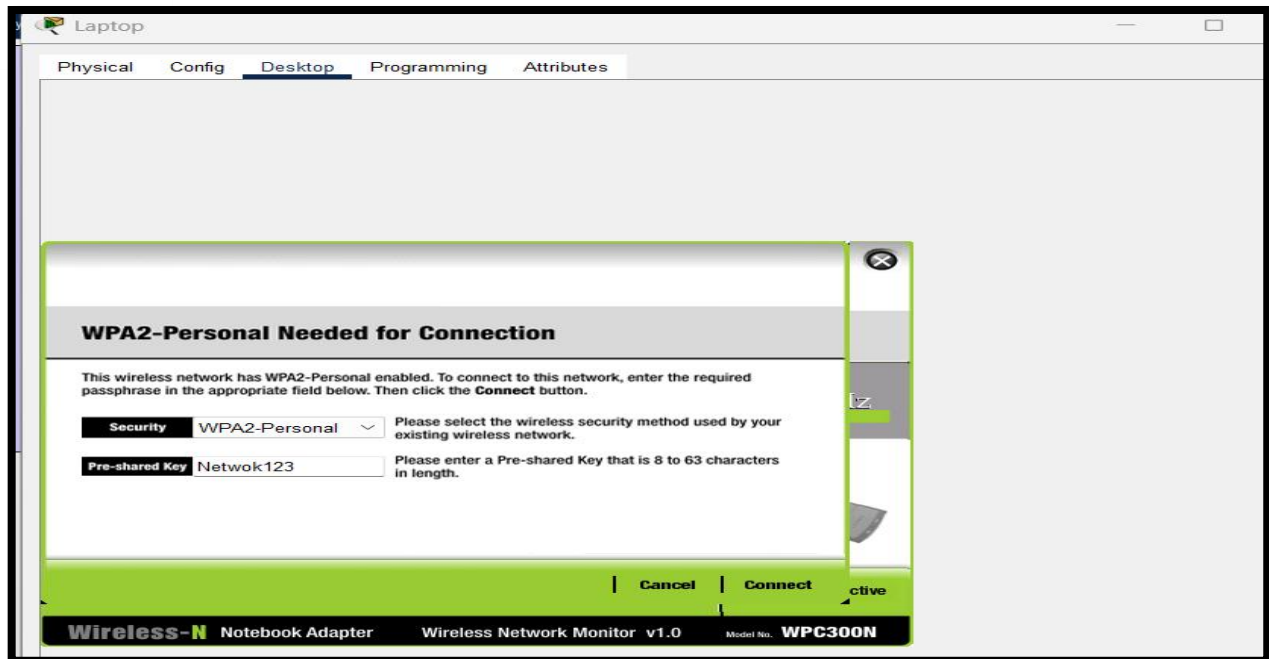 Laptop
Physical Config Desktop Programming Attributes
WPA2-Personal Needed for Connection
This wireless network has WPA2-Personal enabled. To connect to this network, enter the required
passphrase in the appropriate field below. Then click the Connect button.
Security WPA2-Personal Please select the wireless security method used by your
existing wireless network.
Pre-shared Key Netwok123 Please enter a Pre-shared Key that is 8 to 63 characters
in length.
Cancel Connect
Wireless-N Notebook Adapter Wireless Network Monitor v1.0 Model No. WPC300N